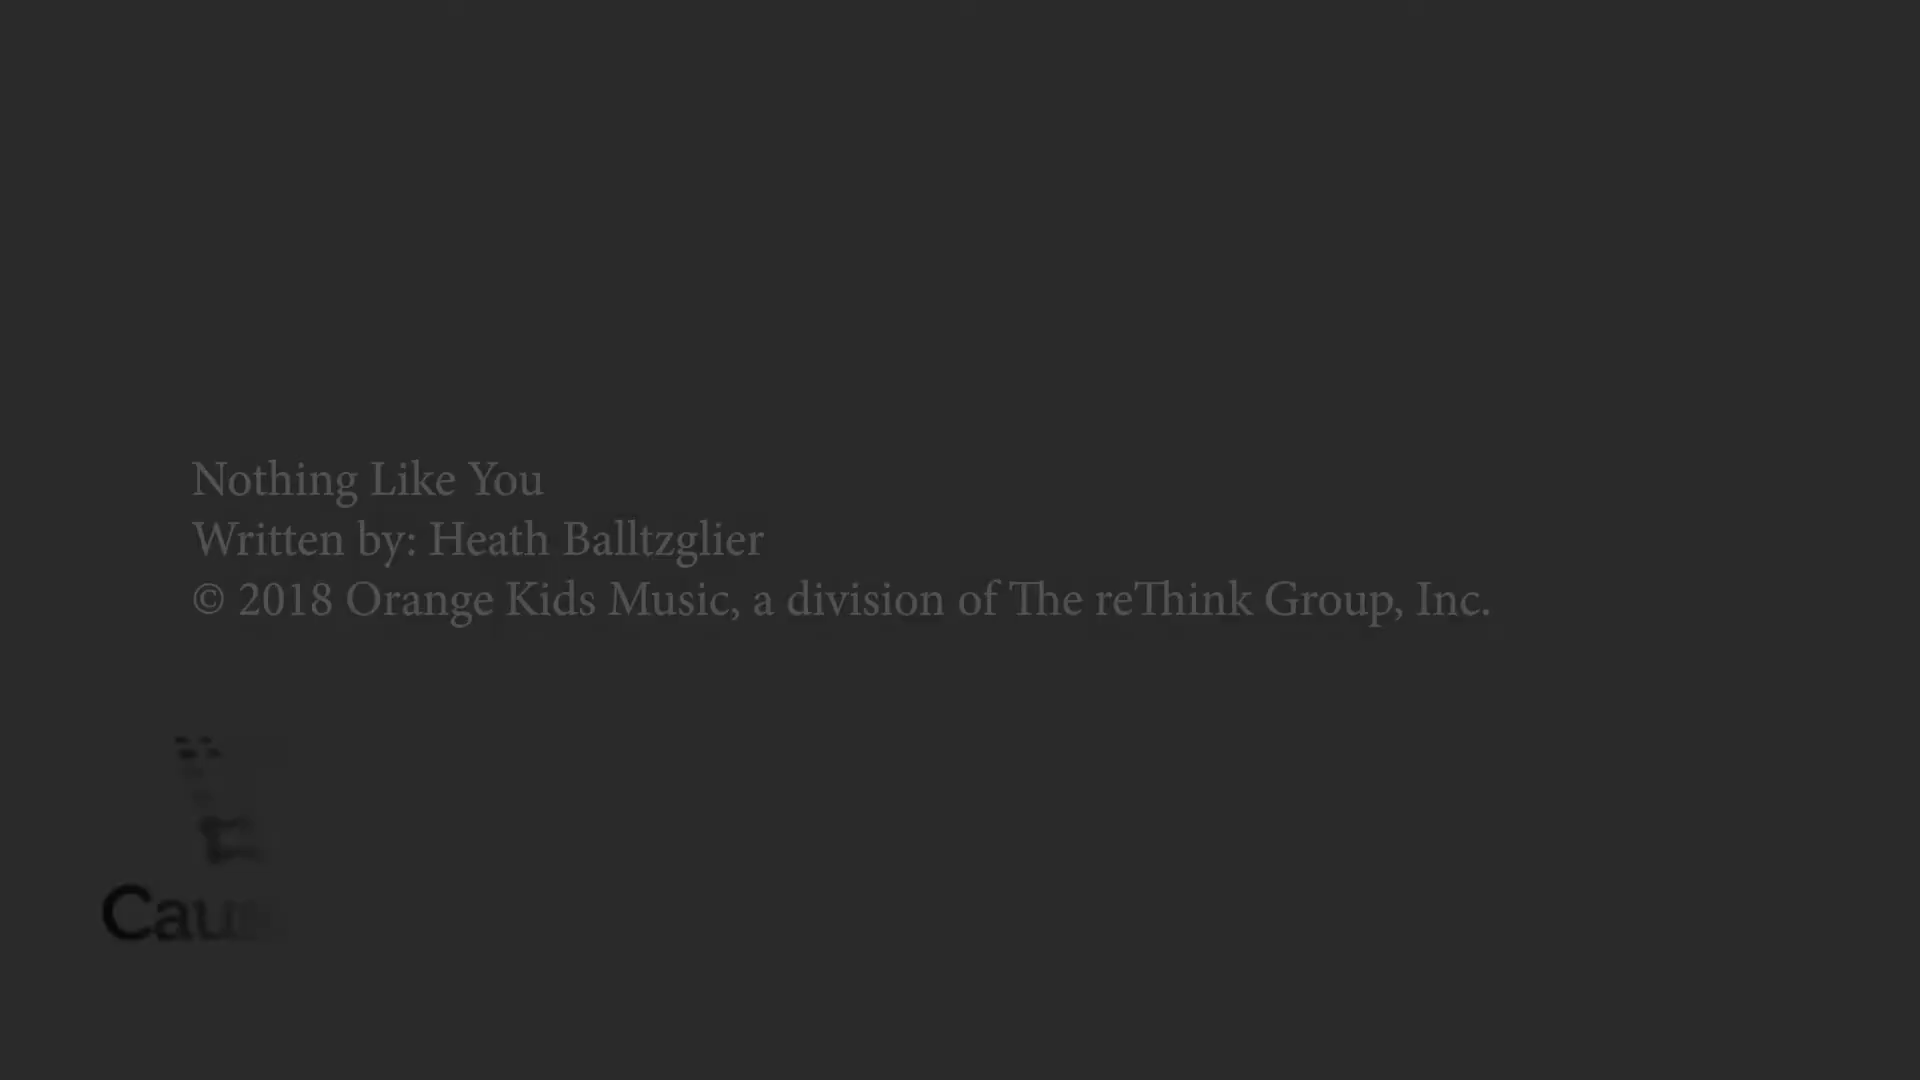 Nothing Like You
Written by: Heath Balltzglier
© 2018 Orange Kids Music, a division of The reThink Group, Inc.